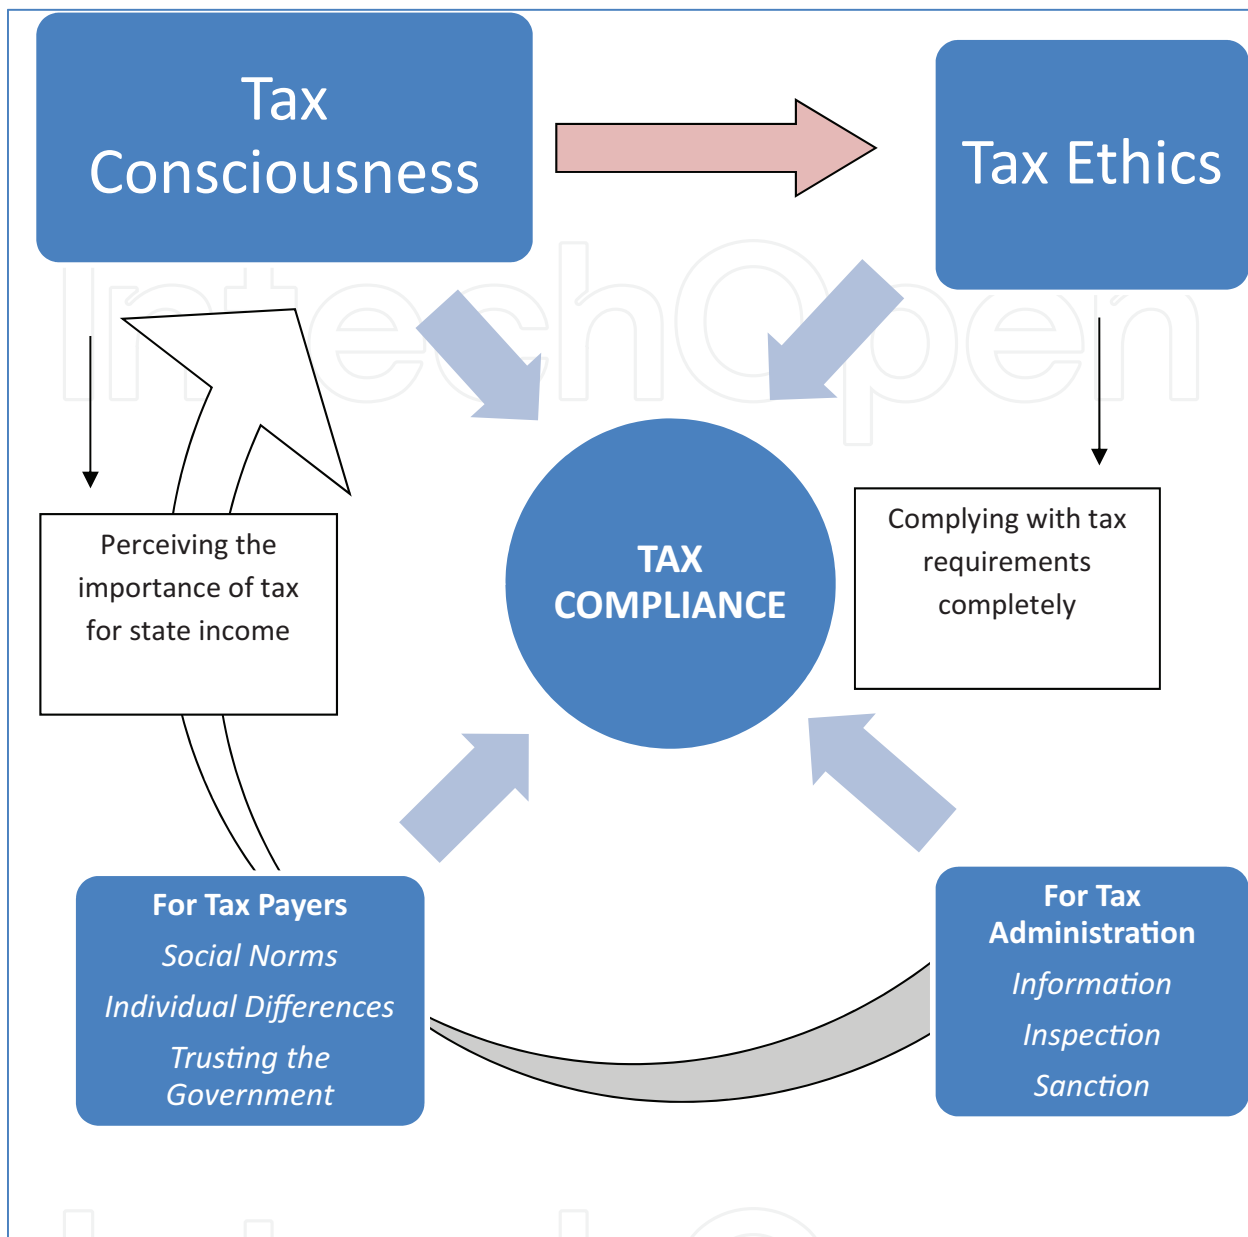 Tax
Consciousness
Tax Ethics
IntechOpen
Perceiving the
importance of tax
for state income
TAX
COMPLIANCE
Complying with tax
requirements
completely
For Tax Payers
Social Norms
Individual Differences
Trusting the
Government
For Tax
Administration
Information
Inspection
Sanction